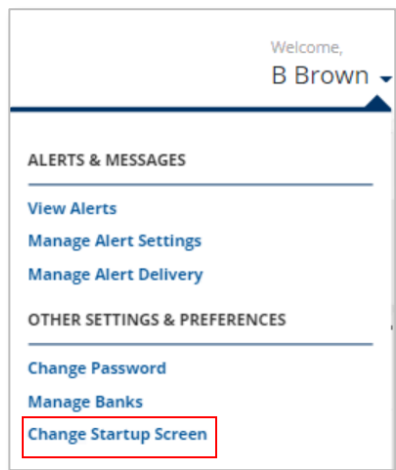 Welcome,
B Brown
ALERTS & MESSAGES
View Alerts
Manage Alert Settings
Manage Alert Delivery
OTHER SETTINGS & PREFERENCES
Change Password
Manage Banks
Change Startup Screen